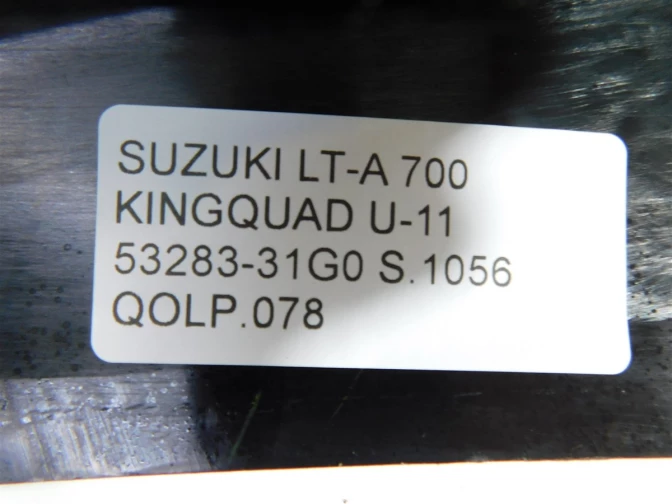 SUZUKI LT-A 700
KINGQUAD U-11
53283-31G0 S.1056
QOLP.078